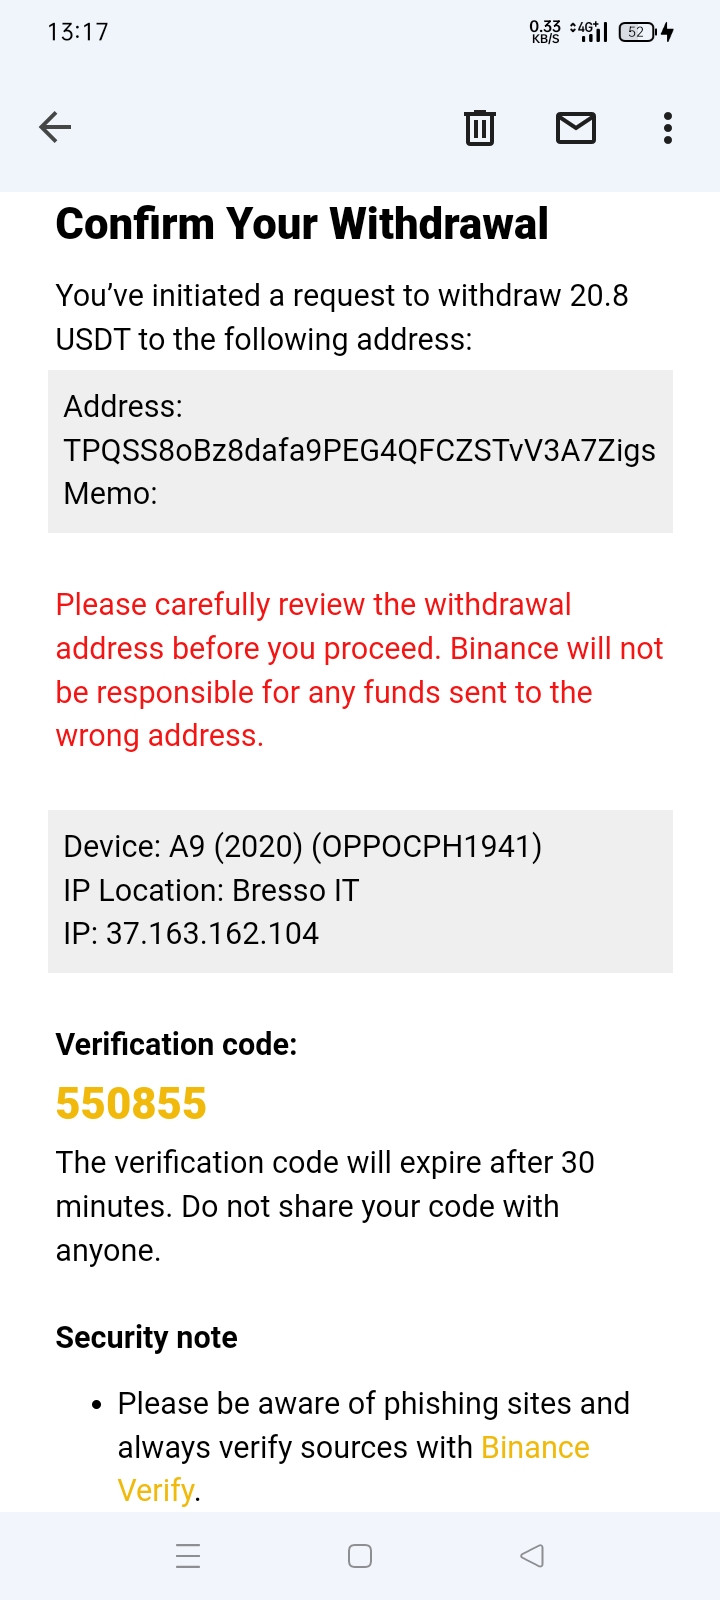 13:17
0.33
KB/S
4G+
52
Confirm Your Withdrawal
You’ve initiated a request to withdraw 20.8
USDT to the following address:
Address:
TPQSS8oBz8dafa9PEG4QFCZSTvV3A7Zigs
Memo:
Please carefully review the withdrawal
address before you proceed. Binance will not
be responsible for any funds sent to the
wrong address.
Device: A9 (2020) (OPPOCPH1941)
IP Location: Bresso IT
IP: 37.163.162.104
Verification code:
550855
The verification code will expire after 30
minutes. Do not share your code with
anyone.
Security note
• Please be aware of phishing sites and
always verify sources with Binance
Verify.